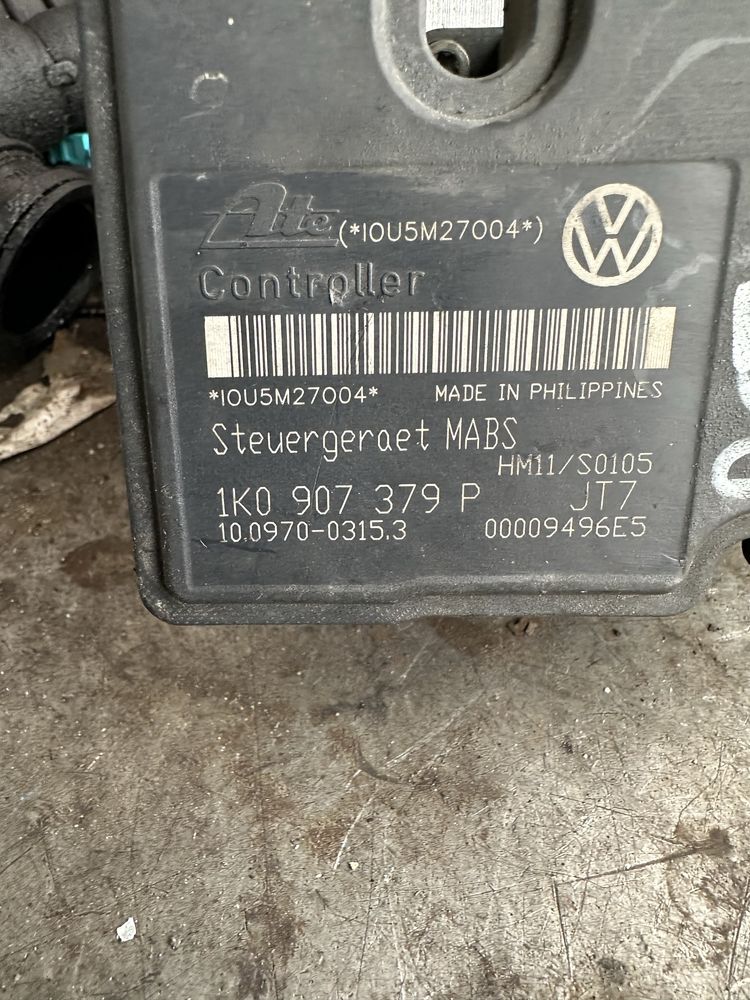 Ate (*IOU5M27004*)
Controller
*IOU5M27004* MADE IN PHILIPPINES
Steuergeraet MABS
HM11/S0105
1K0 907 379 P JT7
10.0970-0315.3 00009496E5